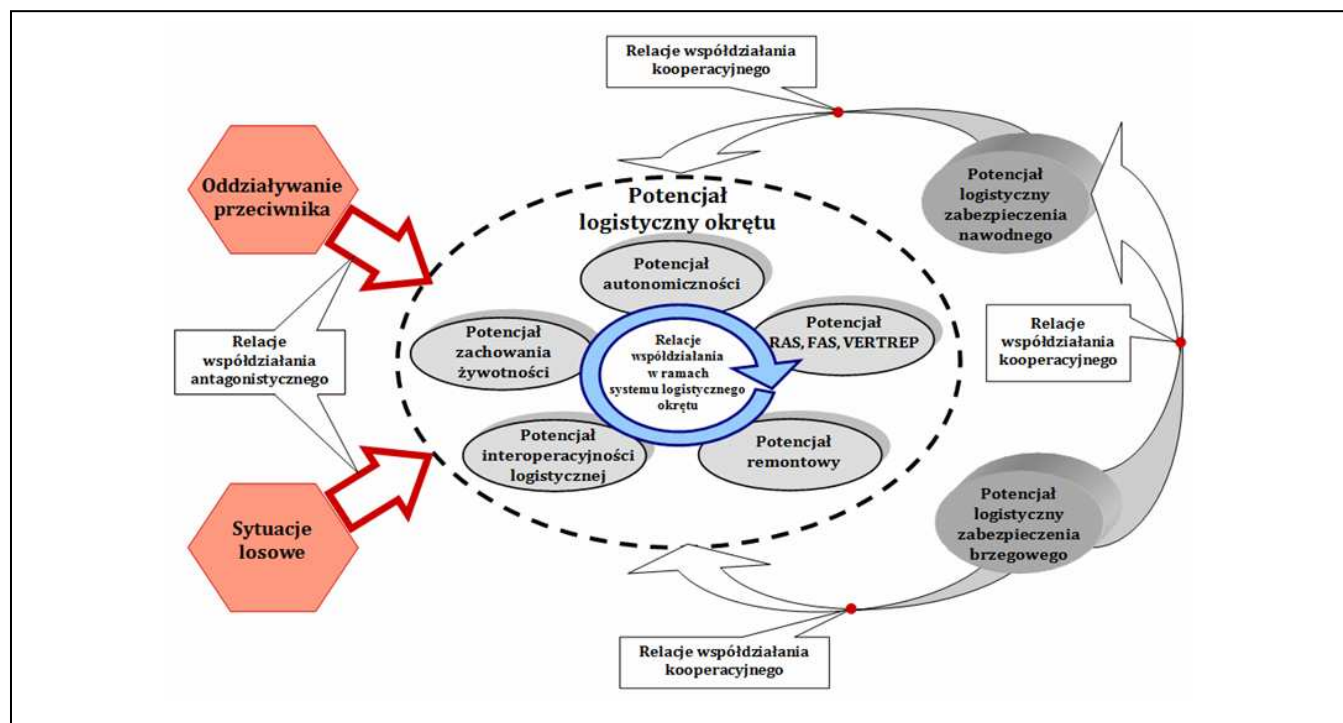 Relacje współdziałania
kooperacyjnego
Oddziaływanie
przeciwnika
Potencjał
logistyczny
zabezpieczenia
nawodnego
Potencjał
logistyczny okrętu
Potencjał
autonomiczności
Potencjał
zachowania
żywotności
Potencjał
RAS, FAS, VERTREP
Relacje
współdziałania
w ramach
systemu logistycznego
okrętu
Relacje
współdziałania
antagonistycznego
Relacje
współdziałania
kooperacyjnego
Potencjał
interoperacyjności
logistycznej
Potencjał
remontowy
Sytuacje
losowe
Potencjał
logistyczny
zabezpieczenia
brzegowego
Relacje współdziałania
kooperacyjnego